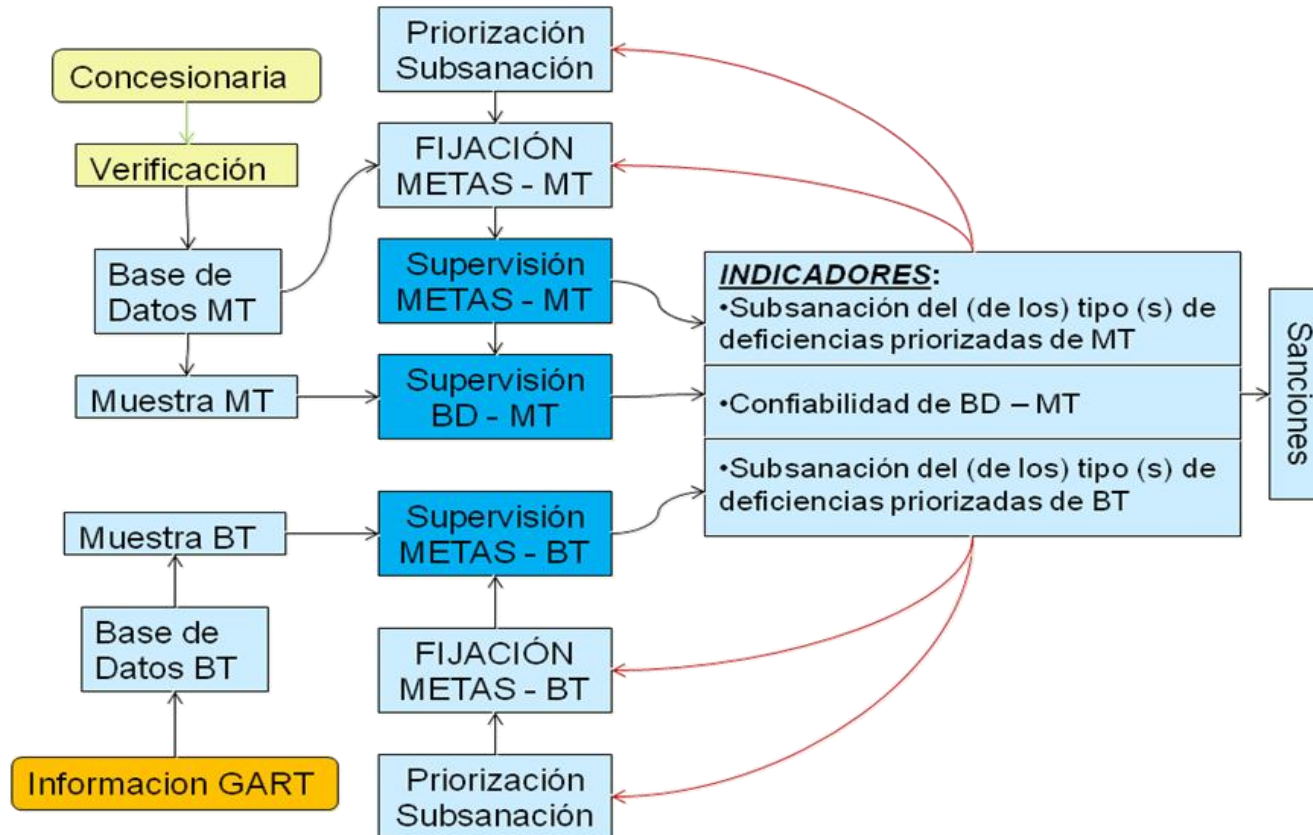 Concesionaria
Verificación
Base de
Datos MT
Muestra MT
Priorización
Subsanación
FIJACIÓN
METAS - MT
Supervisión
METAS - MT
Supervisión
BD - MT
Muestra BT
Base de
Datos BT
Informacion GART
Supervisión
METAS - BT
FIJACIÓN
METAS - BT
Priorización
Subsanación
INDICADORES:
•Subsanación del (de los) tipo (s) de
deficiencias priorizadas de MT
•Confiabilidad de BD – MT
•Subsanación del (de los) tipo (s) de
deficiencias priorizadas de BT
Sanciones